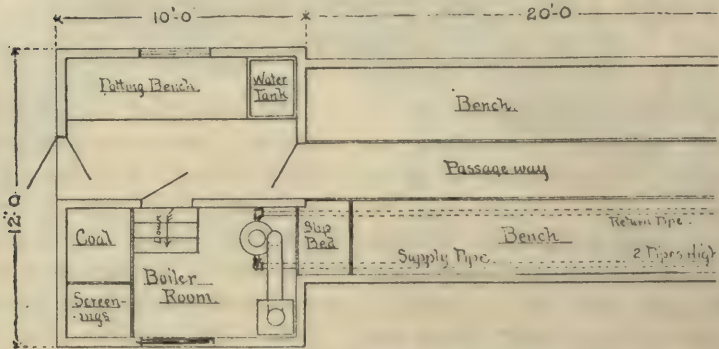 10'-0
20'-0
12'-0
Potting Bench.
Water
Tank
Bench.
Passage way
Coal
Down
Slip
Bed
Bench
Return Pipe.
Supply Pipe.
2 Pipes High
Boiler
Room
Screen-
ings